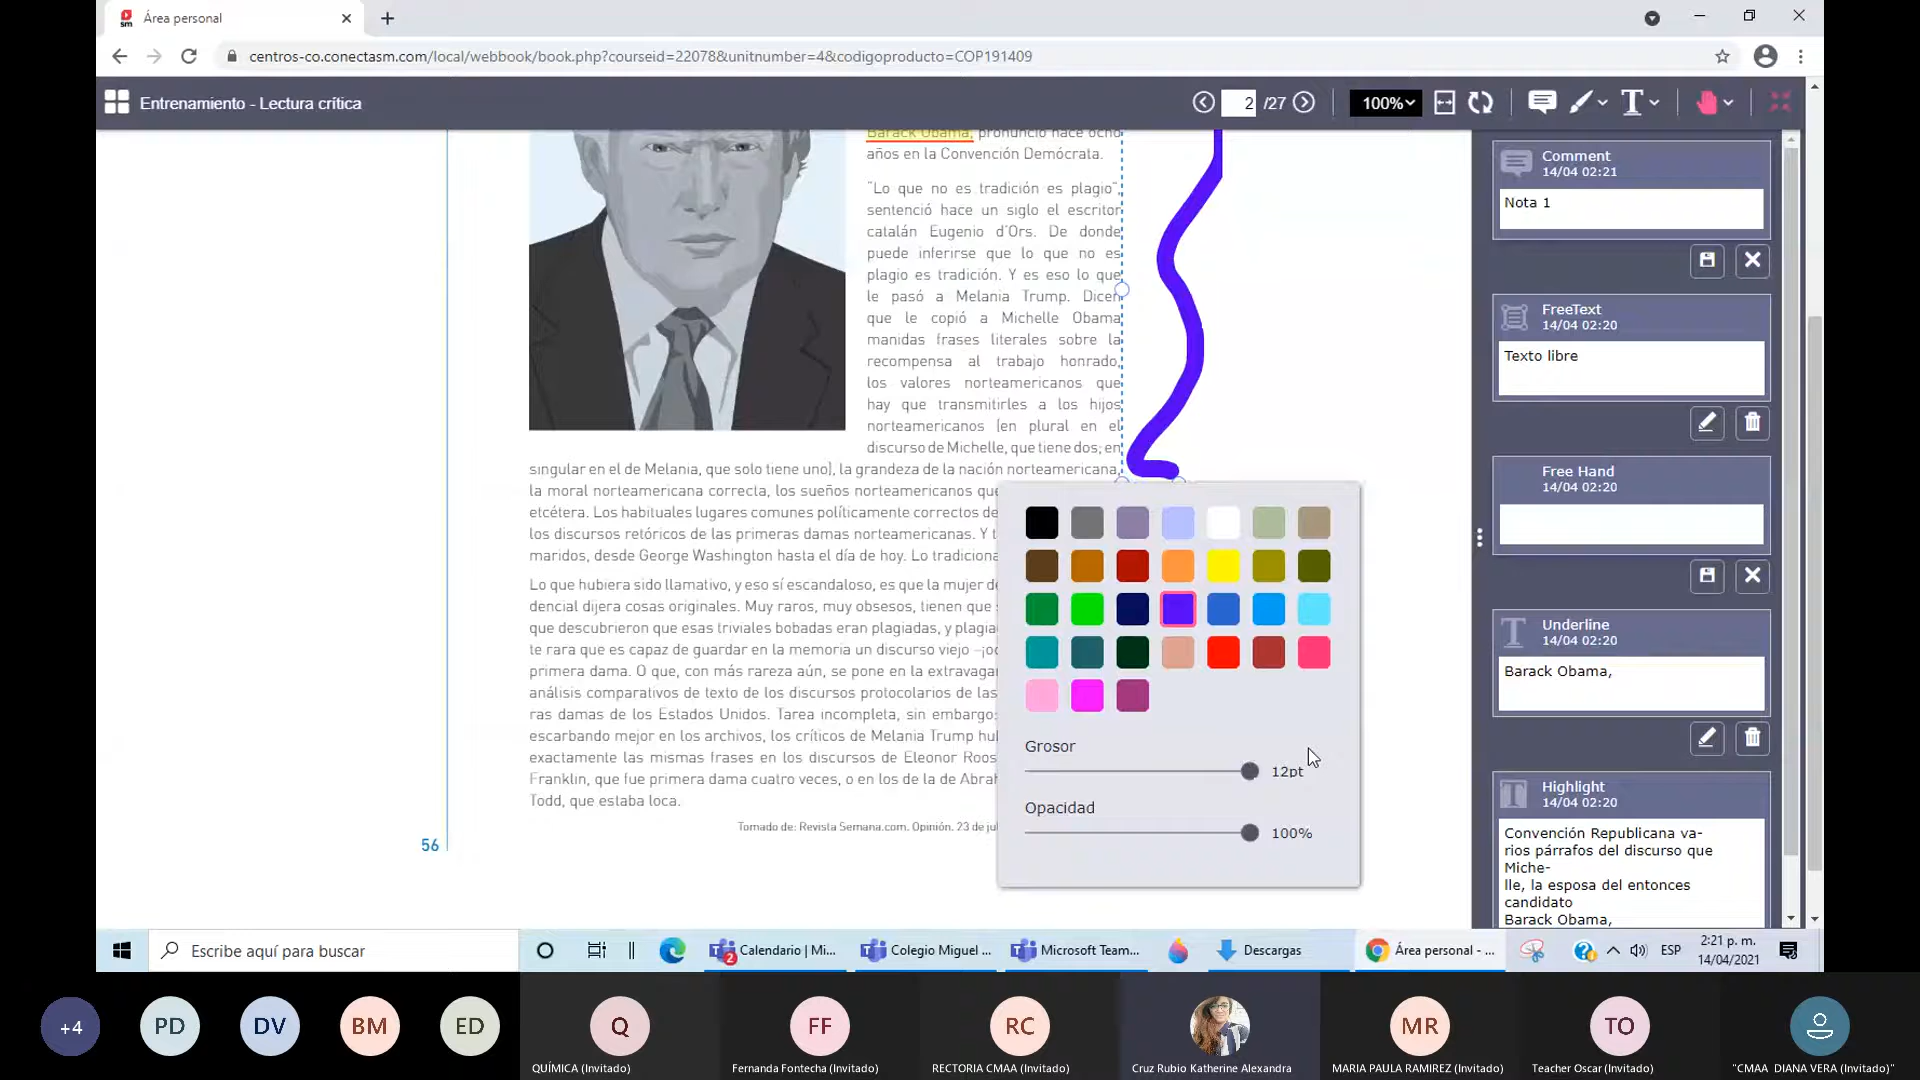 sm Área personal
centros-co.conectasm.com/local/webbook/book.php?courseid=22078&unitnumber=4&codigoproducto=COP191409
Entrenamiento - Lectura crítica
2 /27
100%
T
Barack Obama, pronunció hace ocho
años en la Convención Demócrata.
"Lo que no es tradición es plagio",
sentenció hace un siglo el escritor
catalán Eugenio d'Ors. De donde
puede inferirse que lo que no es
plagio es tradición. Y es eso lo que
le pasó a Melania Trump. Dicen
que le copió a Michelle Obama
manidas frases literales sobre la
recompensa al trabajo honrado,
los valores norteamericanos que
hay que transmitirles a los hijos
norteamericanos (en plural en el
discurso de Michelle, que tiene dos; en
singular en el de Melania, que solo tiene uno), la grandeza de la nación norteamericana,
la moral norteamericana correcta, los sueños norteamericanos que
etcétera. Los habituales lugares comunes políticamente correctos de
los discursos retóricos de las primeras damas norteamericanas. Y
maridos, desde George Washington hasta el día de hoy. Lo tradiciona
Lo que hubiera sido llamativo, y eso sí escandaloso, es que la mujer de
dencial dijera cosas originales. Muy raros, muy obsesos, tienen que
que descubrieron que esas triviales bobadas eran plagiadas, y plagia
te rara que es capaz de guardar en la memoria un discurso viejo
primera dama. O que, con más rareza aún, se pone en la extravagan
análisis comparativos de texto de los discursos protocolarios de las
ras damas de los Estados Unidos. Tarea incompleta, sin embargo:
escarbando mejor en los archivos, los críticos de Melania Trump hub
exactamente las mismas frases en los discursos de Eleonor Roos
Franklin, que fue primera dama cuatro veces, o en los de la de Abrah
Todd, que estaba loca.
Tomado de: Revista Semana.com. Opinión. 23 de jul
56
Grosor
12pt
Opacidad
100%
Comment
14/04 02:21
Nota 1
FreeText
14/04 02:20
Texto libre
Free Hand
14/04 02:20
Underline
14/04 02:20
Barack Obama,
Highlight
14/04 02:20
Convención Republicana va-
rios párrafos del discurso que
Miche-
lle, la esposa del entonces
candidato
Barack Obama,
Escribe aquí para buscar
2 Calendario | Mi...
Colegio Miguel ...
Microsoft Team...
Descargas
Área personal - ...
ESP
2:21 p. m.
14/04/2021
+4
PD
DV
BM
ED
Q
QUÍMICA (Invitado)
FF
Fernanda Fontecha (Invitado)
RC
RECTORIA CMAA (Invitado)
Cruz Rubio Katherine Alexandra
MR
MARIA PAULA RAMIREZ (Invitado)
TO
Teacher Oscar (Invitado)
"CMAA DIANA VERA (Invitado)"